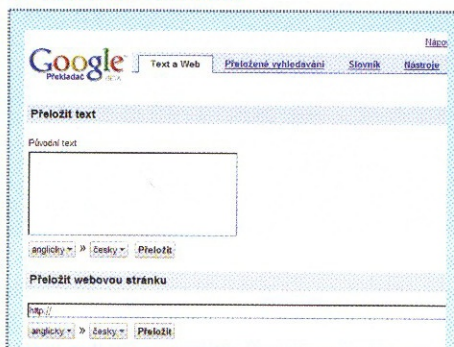 Nápo
Google
Překladač BETA
Text a Web Přeložené vyhledávání Slovník Nástroje
Přeložit text
Původní text
anglicky » česky Přeložit
Přeložit webovou stránku
http://
anglicky » česky Přeložit